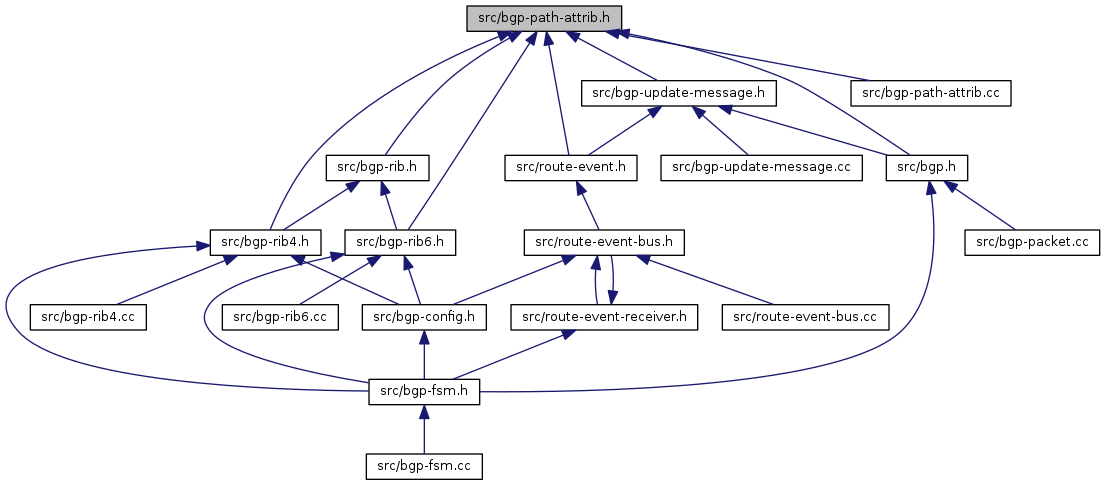 src/bgp-path-attrib.h
src/bgp-update-message.h
src/bgp-path-attrib.cc
src/bgp-rib.h
src/route-event.h
src/bgp-update-message.cc
src/bgp.h
src/bgp-rib4.h
src/bgp-rib6.h
src/route-event-bus.h
src/bgp-packet.cc
src/bgp-rib4.cc
src/bgp-rib6.cc
src/bgp-config.h
src/route-event-receiver.h
src/route-event-bus.cc
src/bgp-fsm.h
src/bgp-fsm.cc